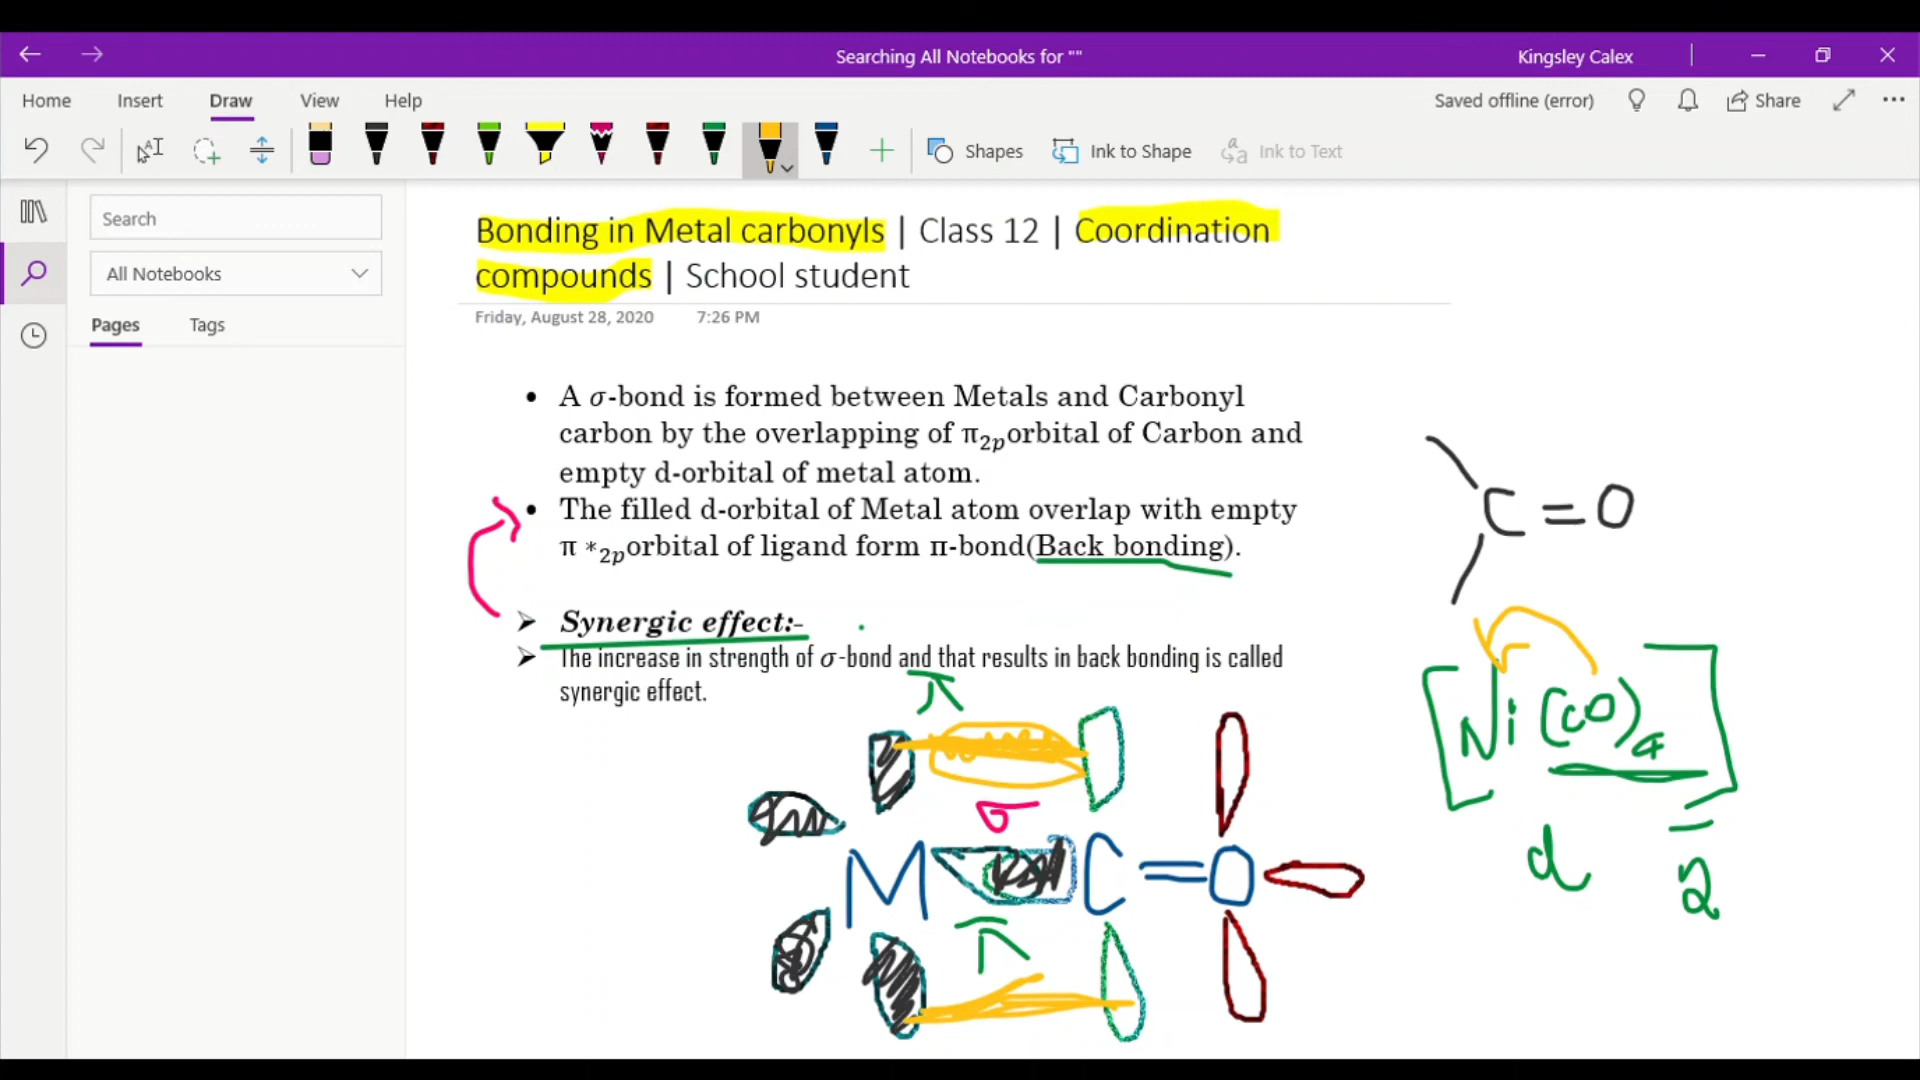 Searching All Notebooks for ""
Kingsley Calex
Home Insert Draw View Help
Saved offline (error)
Share
Shapes
Ink to Shape
Ink to Text
Search
All Notebooks
Pages Tags
Bonding in Metal carbonyls | Class 12 | Coordination
compounds | School student
Friday, August 28, 2020 7:26 PM
• A σ-bond is formed between Metals and Carbonyl
carbon by the overlapping of π₂ₚorbital of Carbon and
empty d-orbital of metal atom.
• The filled d-orbital of Metal atom overlap with empty
π *₂ₚorbital of ligand form π-bond(Back bonding).
➢ Synergic effect:-
➢ The increase in strength of σ-bond and that results in back bonding is called
synergic effect.
C=O
[Ni(CO)₄]
π
σ
M C=O
π
d
2